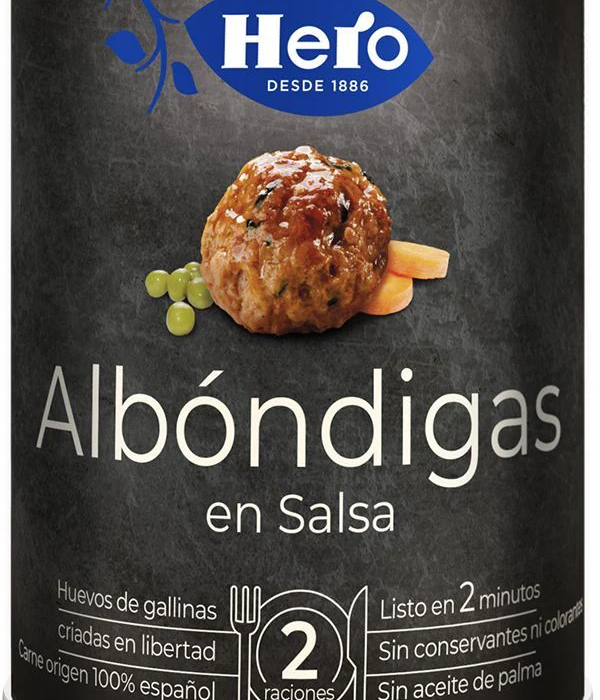 Hero
DESDE 1886
Albóndigas
en Salsa
Huevos de gallinas
criadas en libertad
Carne origen 100% español
2
raciones
Listo en 2 minutos
Sin conservantes ni colorantes
Sin aceite de palma